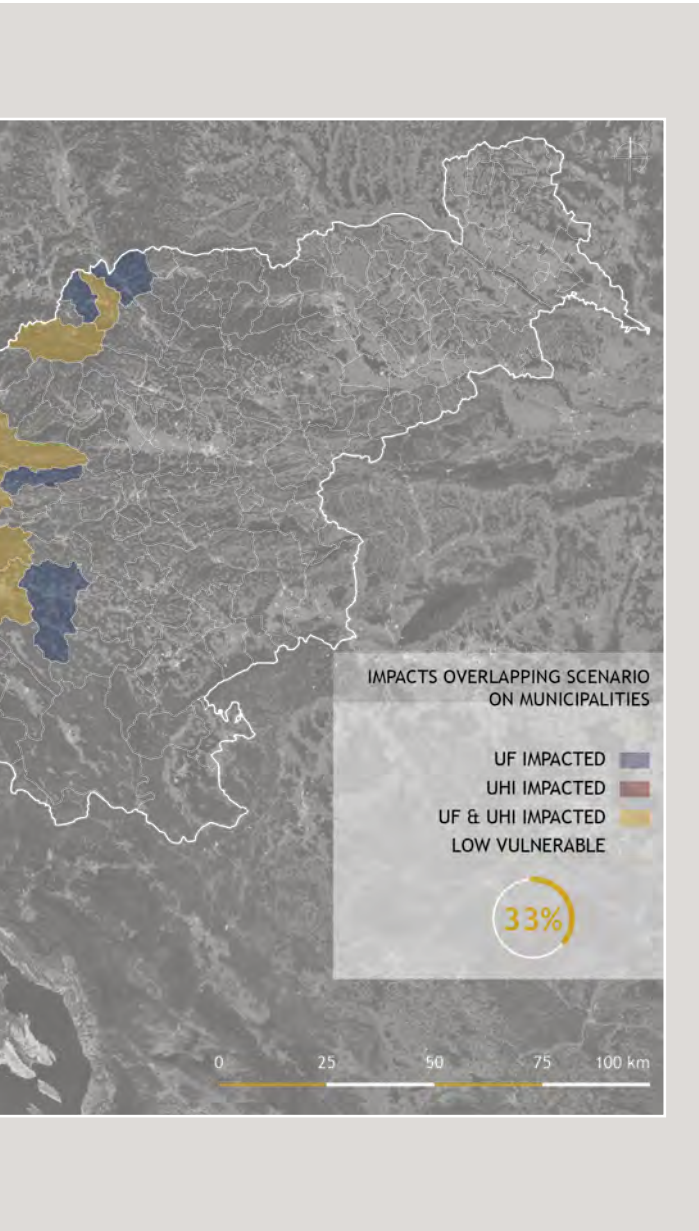 IMPACTS OVERLAPPING SCENARIO
ON MUNICIPALITIES
UF IMPACTED
UHI IMPACTED
UF & UHI IMPACTED
LOW VULNERABLE
33%
0 25 50 75 100 km